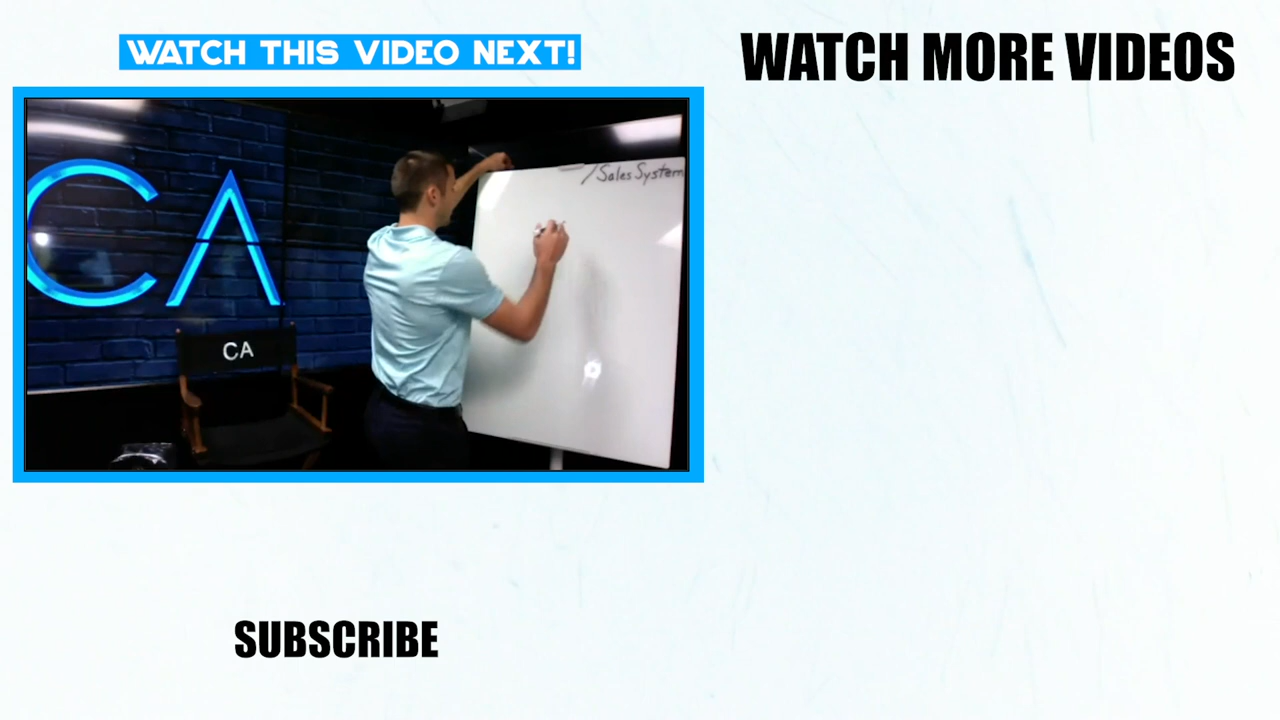 WATCH THIS VIDEO NEXT!
WATCH MORE VIDEOS
CA
Sales System
CA
SUBSCRIBE